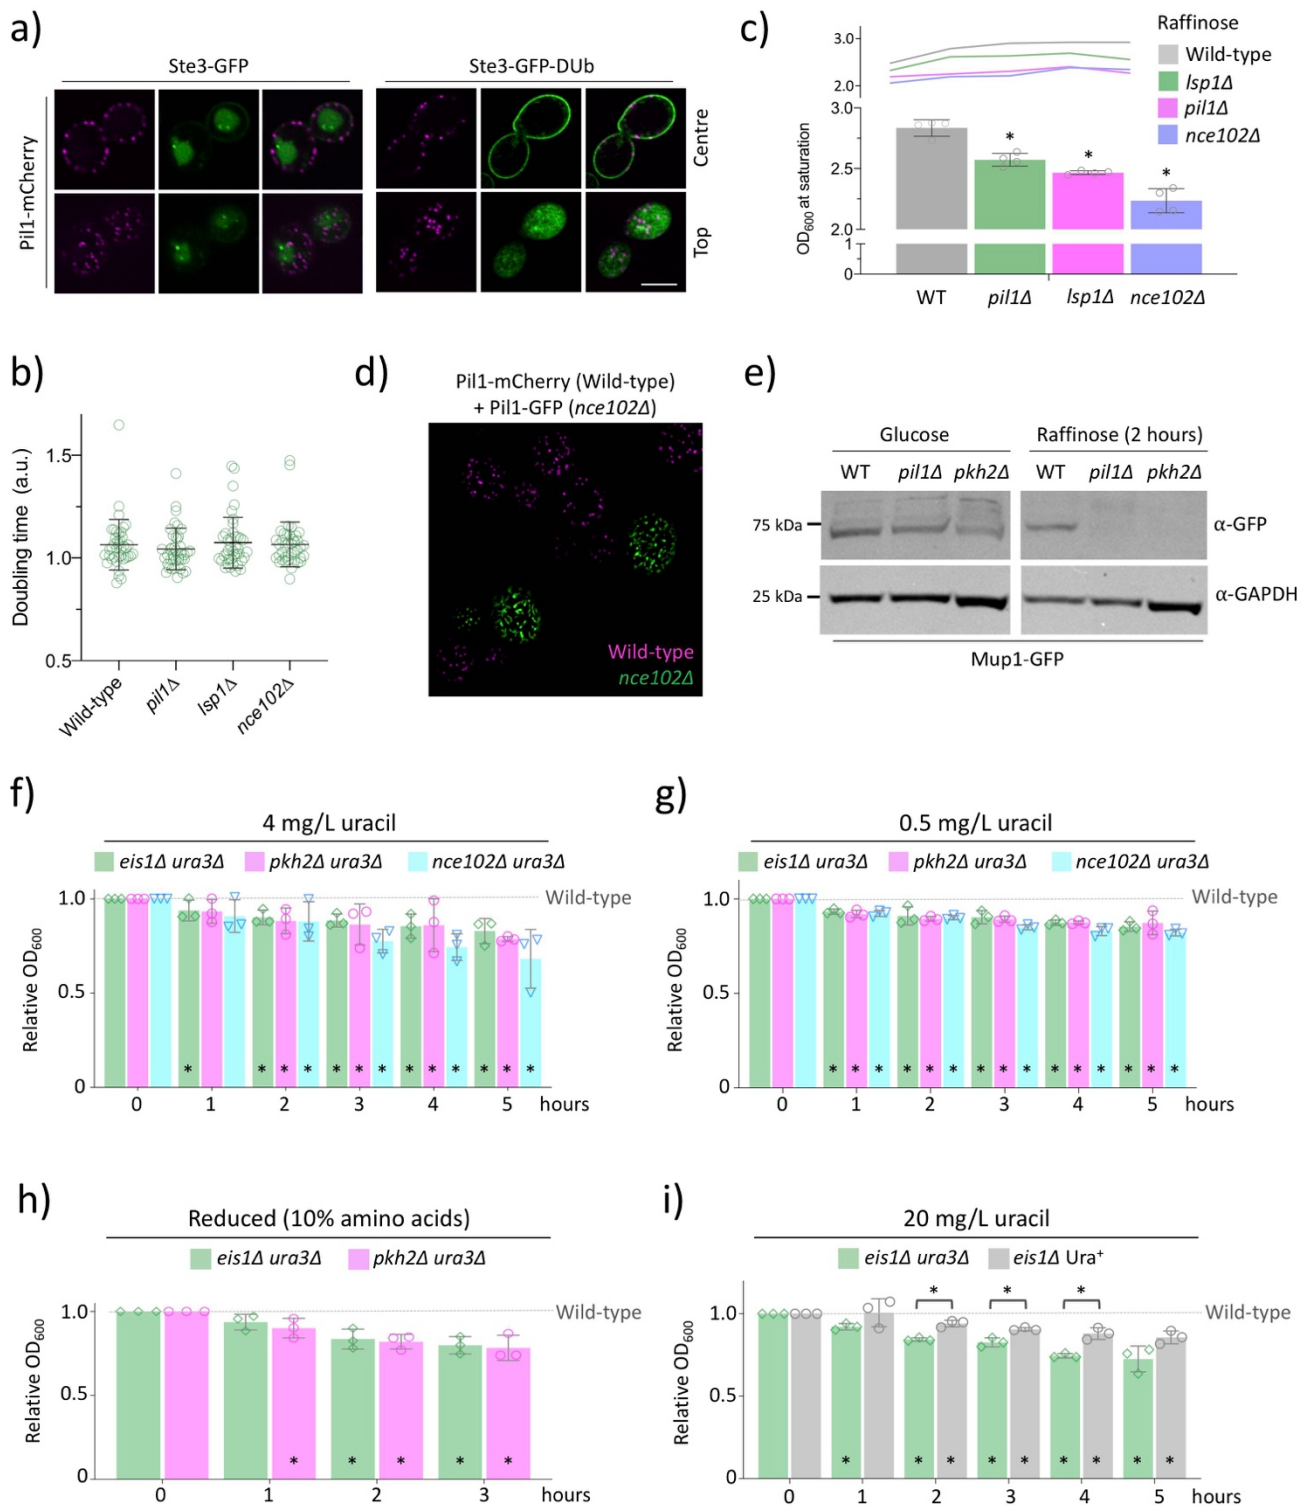 a)
Ste3-GFP
Ste3-GFP-DUb
Pil1-mCherry
Centre
Top
c)
Raffinose
Wild-type
lsp1Δ
pil1Δ
nce102Δ
3.0
2.0
3.0
2.5
2.0
1
0
OD600 at saturation
*
*
*
WT
pil1Δ
lsp1Δ
nce102Δ
b)
Doubling time (a.u.)
1.5
1.0
0.5
Wild-type
pil1Δ
lsp1Δ
nce102Δ
d)
Pil1-mCherry (Wild-type)
+ Pil1-GFP (nce102Δ)
Wild-type
nce102Δ
e)
Glucose
Raffinose (2 hours)
WT pil1Δ pkh2Δ
WT pil1Δ pkh2Δ
75 kDa
α-GFP
25 kDa
α-GAPDH
Mup1-GFP
f)
4 mg/L uracil
eis1Δ ura3Δ
pkh2Δ ura3Δ
nce102Δ ura3Δ
Wild-type
Relative OD600
1.0
0.5
0
* * * * * * * * * * * * *
0 1 2 3 4 5 hours
g)
0.5 mg/L uracil
eis1Δ ura3Δ
pkh2Δ ura3Δ
nce102Δ ura3Δ
Wild-type
Relative OD600
1.0
0.5
0
* * * * * * * * * * * * * * *
0 1 2 3 4 5 hours
h)
Reduced (10% amino acids)
eis1Δ ura3Δ
pkh2Δ ura3Δ
Wild-type
Relative OD600
1.0
0.5
0
* * * * *
0 1 2 3 hours
i)
20 mg/L uracil
eis1Δ ura3Δ
eis1Δ Ura+
* * *
Wild-type
Relative OD600
1.0
0.5
0
* * * * * * * * *
0 1 2 3 4 5 hours